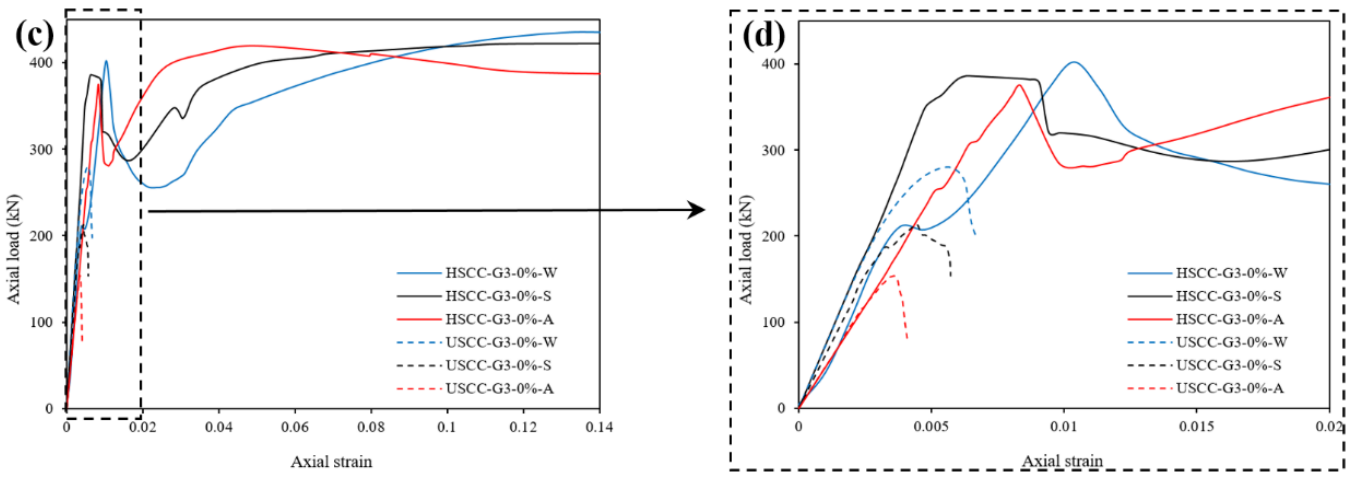 (c)
400
300
200
100
0
Axial load (kN)
0 0.02 0.04 0.06 0.08 0.1 0.12 0.14
Axial strain
HSCC-G3-0%-W
HSCC-G3-0%-S
HSCC-G3-0%-A
USCC-G3-0%-W
USCC-G3-0%-S
USCC-G3-0%-A
(d)
400
300
200
100
0
Axial load (kN)
0 0.005 0.01 0.015 0.02
Axial strain
HSCC-G3-0%-W
HSCC-G3-0%-S
HSCC-G3-0%-A
USCC-G3-0%-W
USCC-G3-0%-S
USCC-G3-0%-A